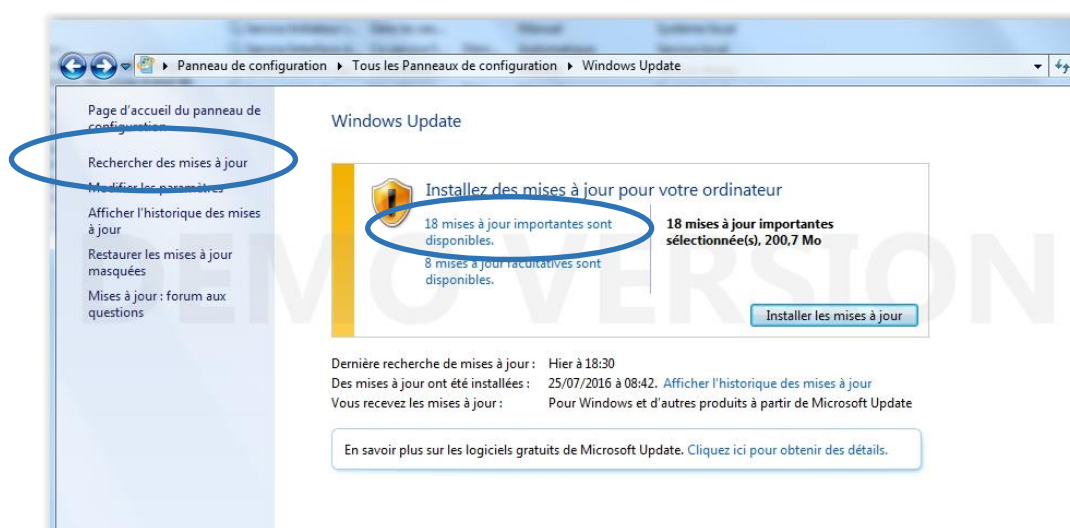 Panneau de configuration ▸ Tous les Panneaux de configuration ▸ Windows Update
Page d'accueil du panneau de
configuration
Rechercher des mises à jour
Modifier les paramètres
Afficher l'historique des mises
à jour
Restaurer les mises à jour
masquées
Mises à jour : forum aux
questions
Windows Update
Installez des mises à jour pour votre ordinateur
18 mises à jour importantes sont
disponibles.
8 mises à jour facultatives sont
disponibles.
18 mises à jour importantes
sélectionnée(s), 200,7 Mo
Installer les mises à jour
Dernière recherche de mises à jour : Hier à 18:30
Des mises à jour ont été installées : 25/07/2016 à 08:42. Afficher l'historique des mises à jour
Vous recevez les mises à jour : Pour Windows et d'autres produits à partir de Microsoft Update
En savoir plus sur les logiciels gratuits de Microsoft Update. Cliquez ici pour obtenir des détails.
DEMO VERSION